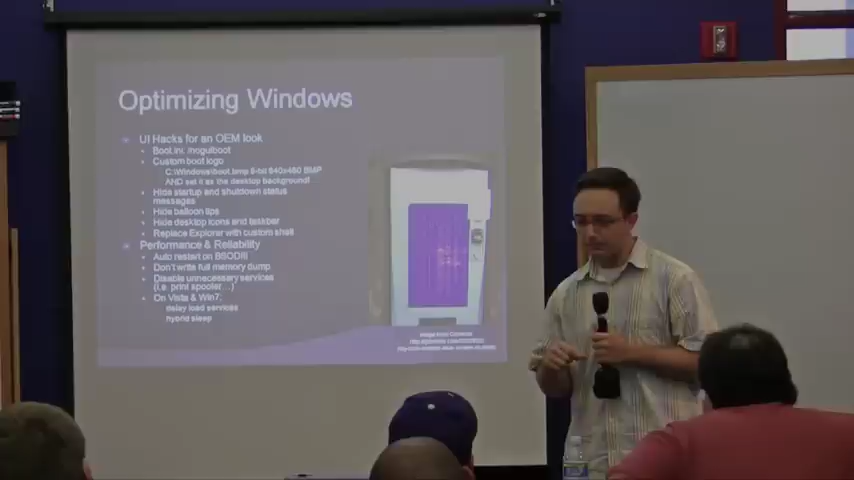 Optimizing Windows
UI Hacks for an OEM look
Boot.ini: /noguiboot
Custom boot logo
C:\Windows\boot.bmp 8-bit 640x480 BMP
AND set it as the desktop background!
Hide startup and shutdown status
messages
Hide balloon tips
Hide desktop icons and taskbar
Replace Explorer with custom shell
Performance & Reliability
Auto restart on BSOD!!!
Don't write full memory dump
Disable unnecessary services
(i.e. print spooler…)
On Vista & Win7:
delay load services
hybrid sleep